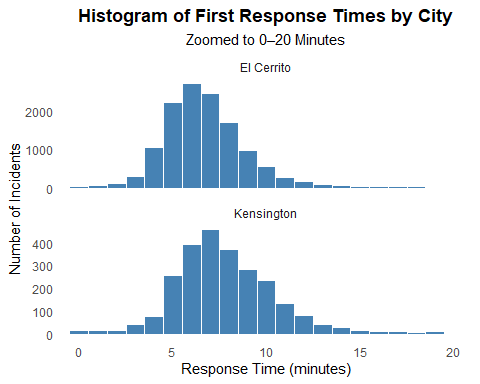 Histogram of First Response Times by City
Zoomed to 0–20 Minutes
El Cerrito
2000
1000
0
Number of Incidents
Kensington
400
300
200
100
0
0 5 10 15 20
Response Time (minutes)